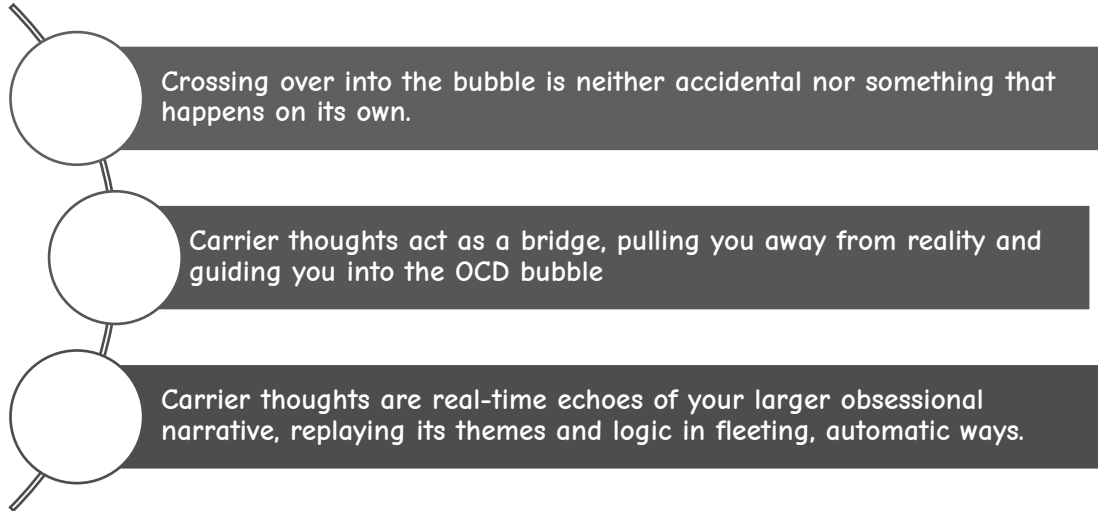 Crossing over into the bubble is neither accidental nor something that
happens on its own.
Carrier thoughts act as a bridge, pulling you away from reality and
guiding you into the OCD bubble
Carrier thoughts are real-time echoes of your larger obsessional
narrative, replaying its themes and logic in fleeting, automatic ways.